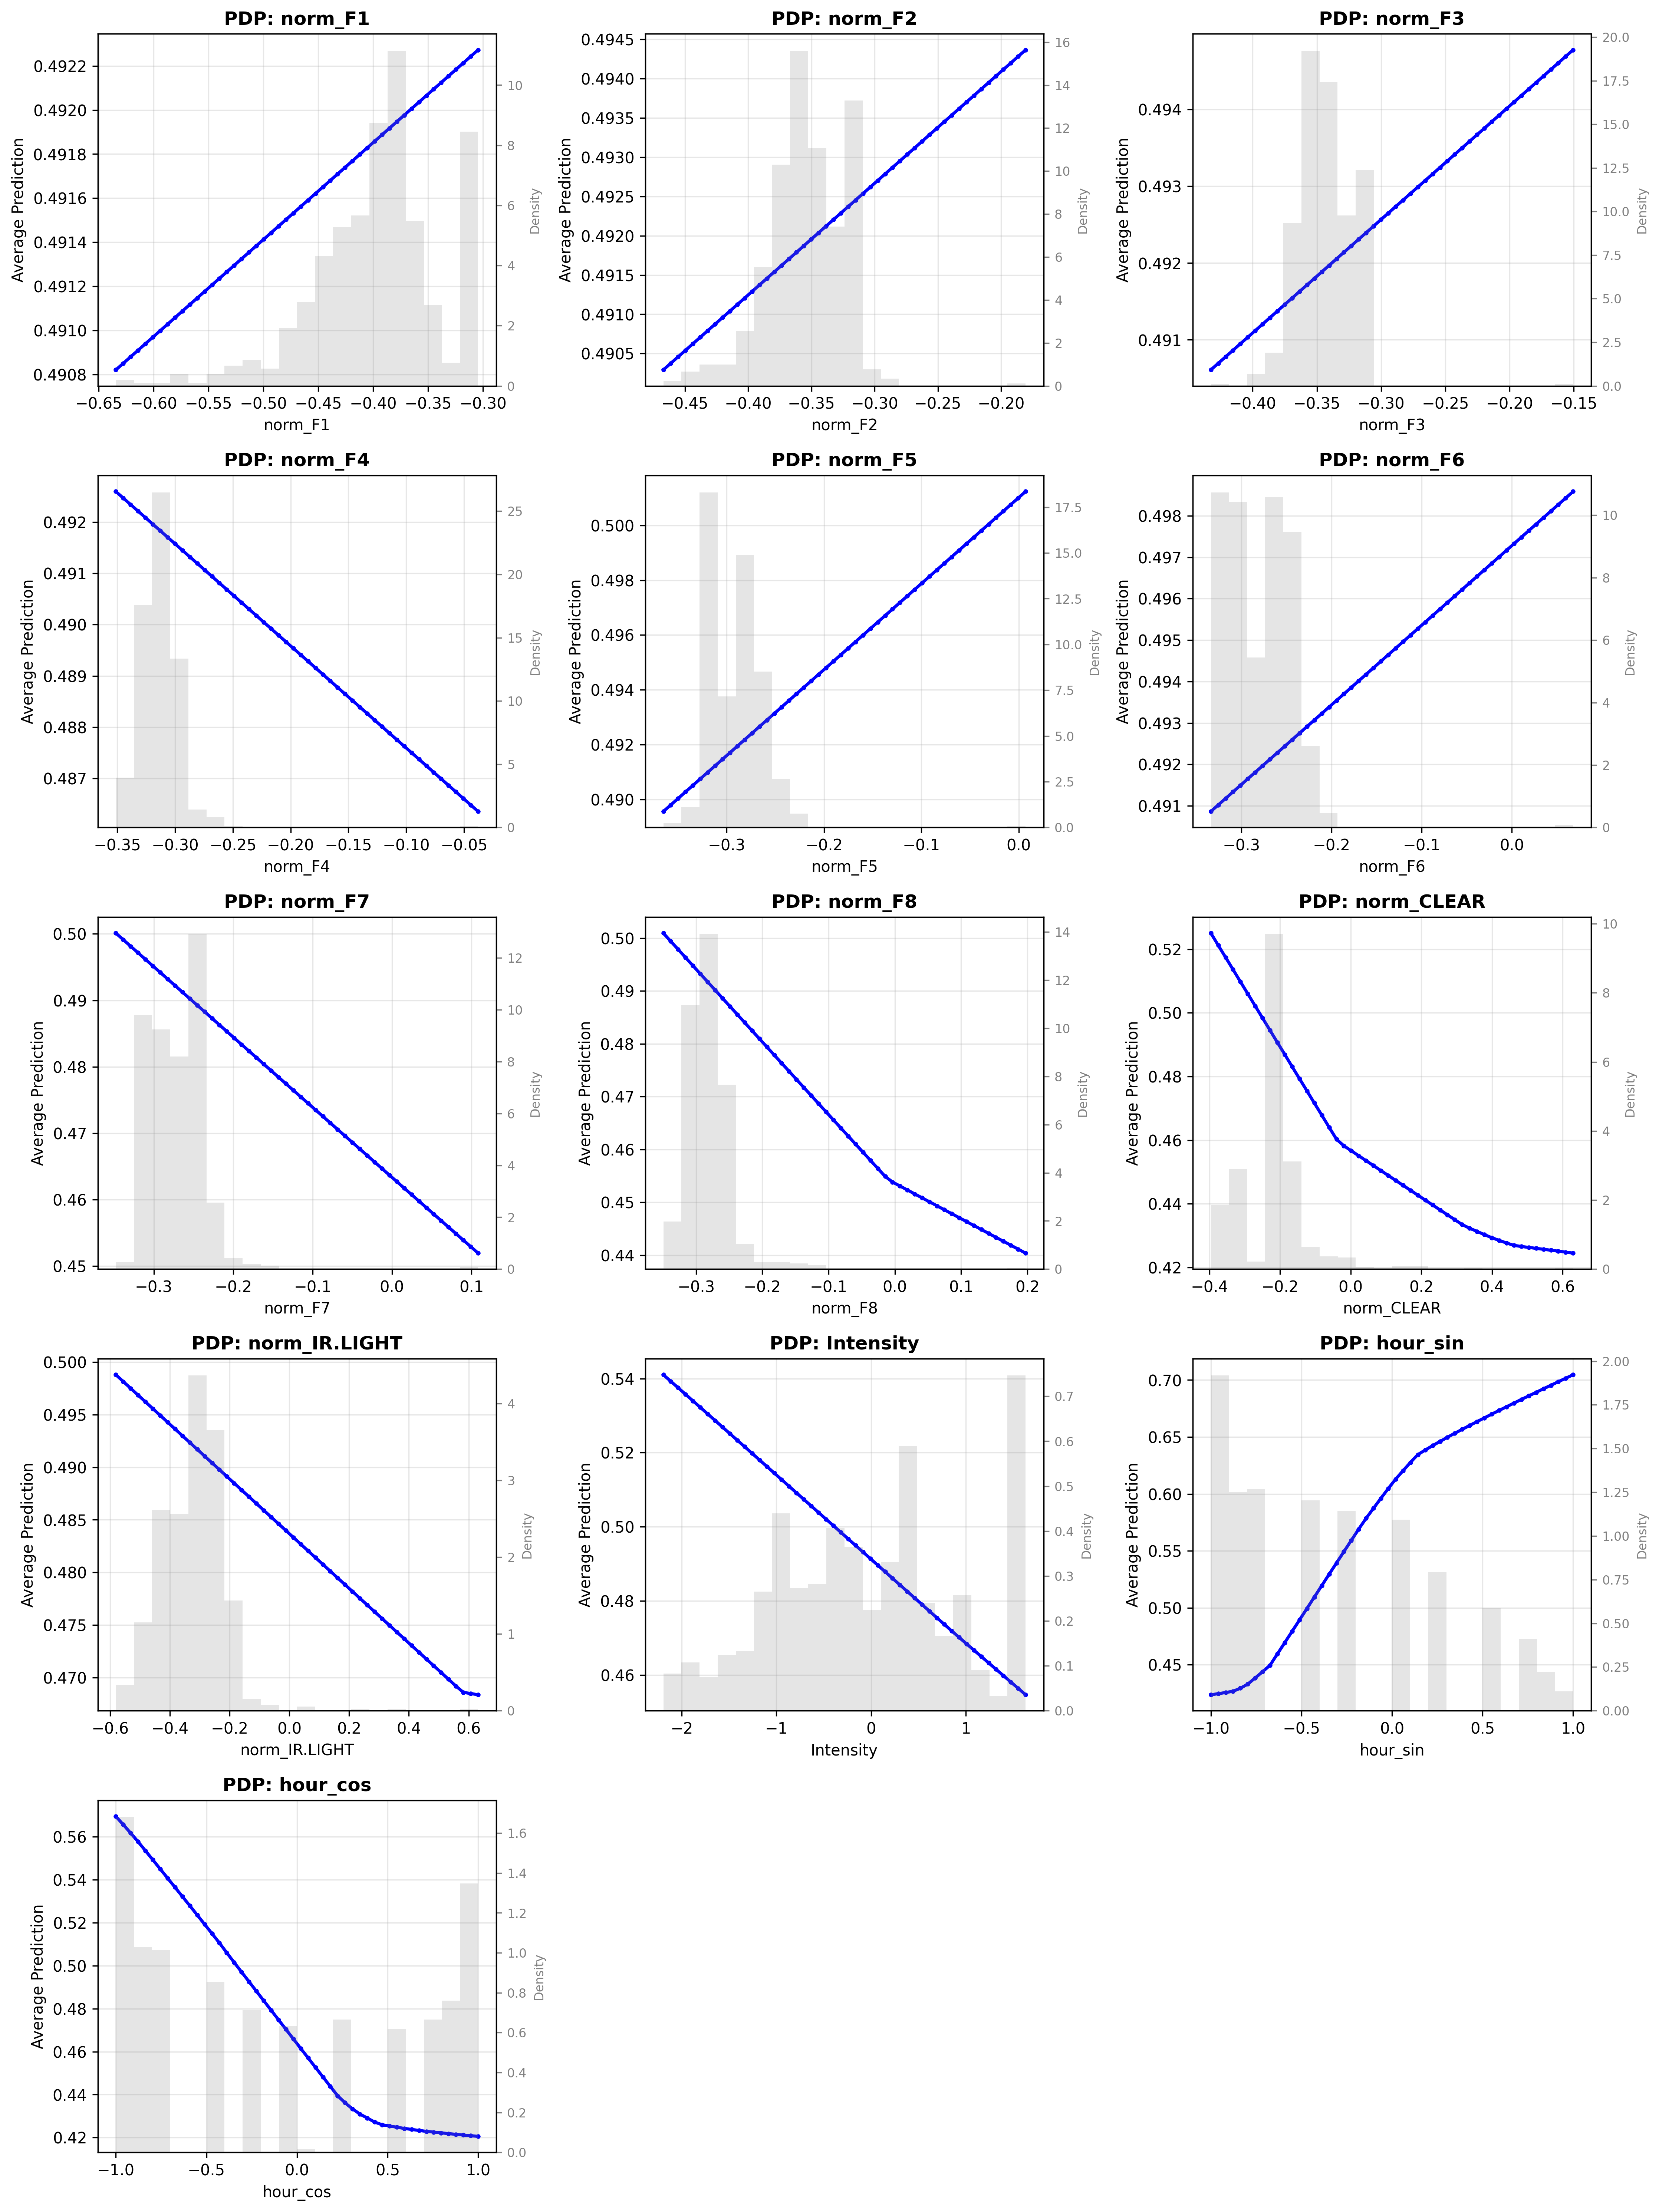 PDP: norm_F1
0.4922
0.4920
0.4918
0.4916
0.4914
0.4912
0.4910
0.4908
Average Prediction
10
8
6
4
2
0
Density
−0.65 −0.60 −0.55 −0.50 −0.45 −0.40 −0.35 −0.30
norm_F1
PDP: norm_F2
0.4945
0.4940
0.4935
0.4930
0.4925
0.4920
0.4915
0.4910
0.4905
Average Prediction
16
14
12
10
8
6
4
2
0
Density
−0.45 −0.40 −0.35 −0.30 −0.25 −0.20
norm_F2
PDP: norm_F3
0.494
0.493
0.492
0.491
Average Prediction
20.0
17.5
15.0
12.5
10.0
7.5
5.0
2.5
0.0
Density
−0.40 −0.35 −0.30 −0.25 −0.20 −0.15
norm_F3
PDP: norm_F4
0.492
0.491
0.490
0.489
0.488
0.487
Average Prediction
25
20
15
10
5
0
Density
−0.35 −0.30 −0.25 −0.20 −0.15 −0.10 −0.05
norm_F4
PDP: norm_F5
0.500
0.498
0.496
0.494
0.492
0.490
Average Prediction
17.5
15.0
12.5
10.0
7.5
5.0
2.5
0.0
Density
−0.3 −0.2 −0.1 0.0
norm_F5
PDP: norm_F6
0.498
0.497
0.496
0.495
0.494
0.493
0.492
0.491
Average Prediction
10
8
6
4
2
0
Density
−0.3 −0.2 −0.1 0.0
norm_F6
PDP: norm_F7
0.50
0.49
0.48
0.47
0.46
0.45
Average Prediction
12
10
8
6
4
2
0
Density
−0.3 −0.2 −0.1 0.0 0.1
norm_F7
PDP: norm_F8
0.50
0.49
0.48
0.47
0.46
0.45
0.44
Average Prediction
14
12
10
8
6
4
2
0
Density
−0.3 −0.2 −0.1 0.0 0.1 0.2
norm_F8
PDP: norm_CLEAR
0.52
0.50
0.48
0.46
0.44
0.42
Average Prediction
10
8
6
4
2
0
Density
−0.4 −0.2 0.0 0.2 0.4 0.6
norm_CLEAR
PDP: norm_IR.LIGHT
0.500
0.495
0.490
0.485
0.480
0.475
0.470
Average Prediction
4
3
2
1
0
Density
−0.6 −0.4 −0.2 0.0 0.2 0.4 0.6
norm_IR.LIGHT
PDP: Intensity
0.54
0.52
0.50
0.48
0.46
Average Prediction
0.7
0.6
0.5
0.4
0.3
0.2
0.1
0.0
Density
−2 −1 0 1
Intensity
PDP: hour_sin
0.70
0.65
0.60
0.55
0.50
0.45
Average Prediction
2.00
1.75
1.50
1.25
1.00
0.75
0.50
0.25
0.00
Density
−1.0 −0.5 0.0 0.5 1.0
hour_sin
PDP: hour_cos
0.56
0.54
0.52
0.50
0.48
0.46
0.44
0.42
Average Prediction
1.6
1.4
1.2
1.0
0.8
0.6
0.4
0.2
0.0
Density
−1.0 −0.5 0.0 0.5 1.0
hour_cos